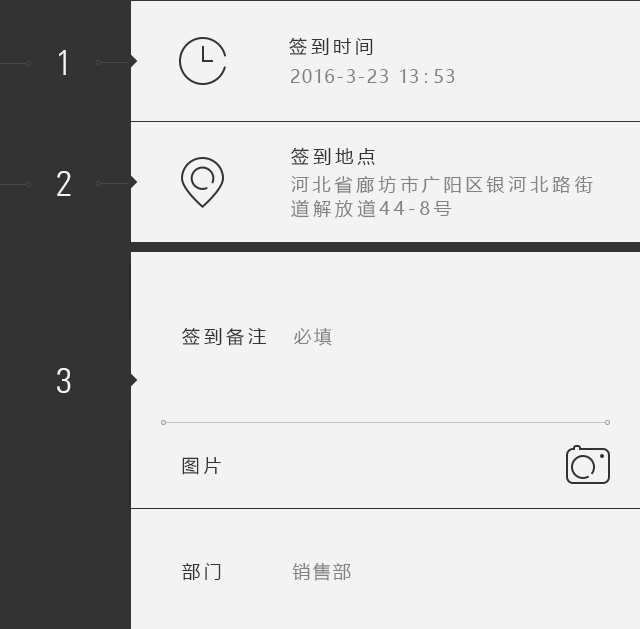 1
签到时间
2016-3-23 13:53
2
签到地点
河北省廊坊市广阳区银河北路街
道解放道44-8号
3
签到备注 必填
图片
部门 销售部